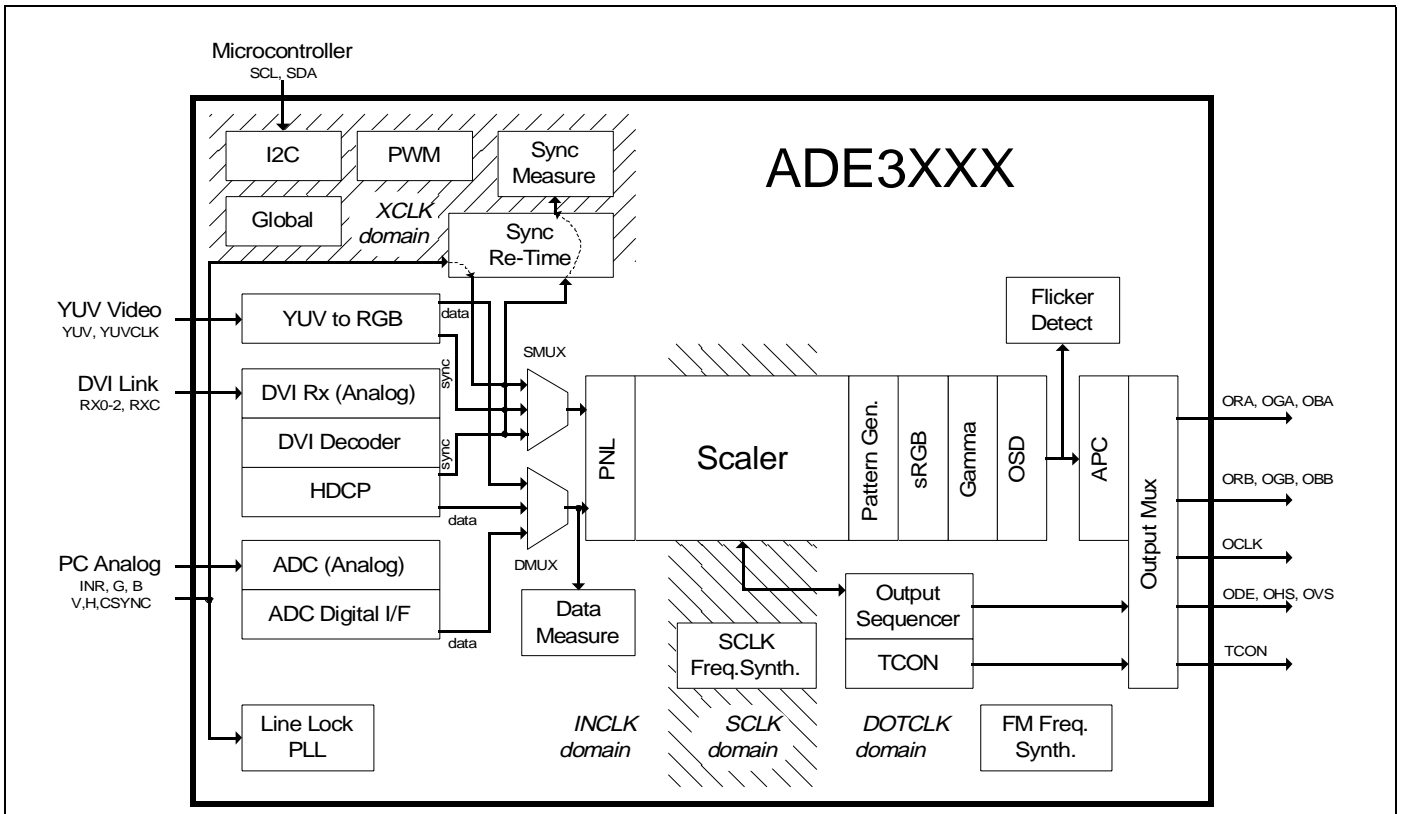 Microcontroller
SCL, SDA
ADE3XXX
I2C
PWM
Sync
Measure
Global
XCLK
domain
Sync
Re-Time
YUV Video
YUV, YUVCLK
YUV to RGB
data
sync
DVI Link
RX0-2, RXC
DVI Rx (Analog)
DVI Decoder
HDCP
sync
data
PC Analog
INR, G, B
V,H,CSYNC
ADC (Analog)
ADC Digital I/F
data
Line Lock
PLL
SMUX
DMUX
Data
Measure
PNL
Scaler
Pattern Gen.
sRGB
Gamma
OSD
Flicker
Detect
APC
Output Mux
SCLK
Freq.Synth.
Output
Sequencer
TCON
INCLK
domain
SCLK
domain
DOTCLK
domain
FM Freq.
Synth.
ORA, OGA, OBA
ORB, OGB, OBB
OCLK
ODE, OHS, OVS
TCON